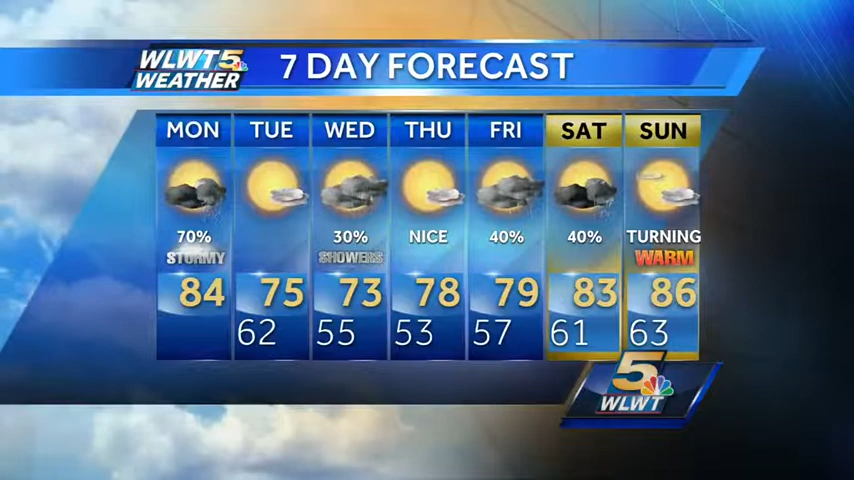 WLWT 5
WEATHER
7 DAY FORECAST
MON TUE WED THU FRI SAT SUN
70% 30% NICE 40% 40% TURNING
STORMY SHOWERS WARM
84 75 73 78 79 83 86
62 55 53 57 61 63
5
WLWT